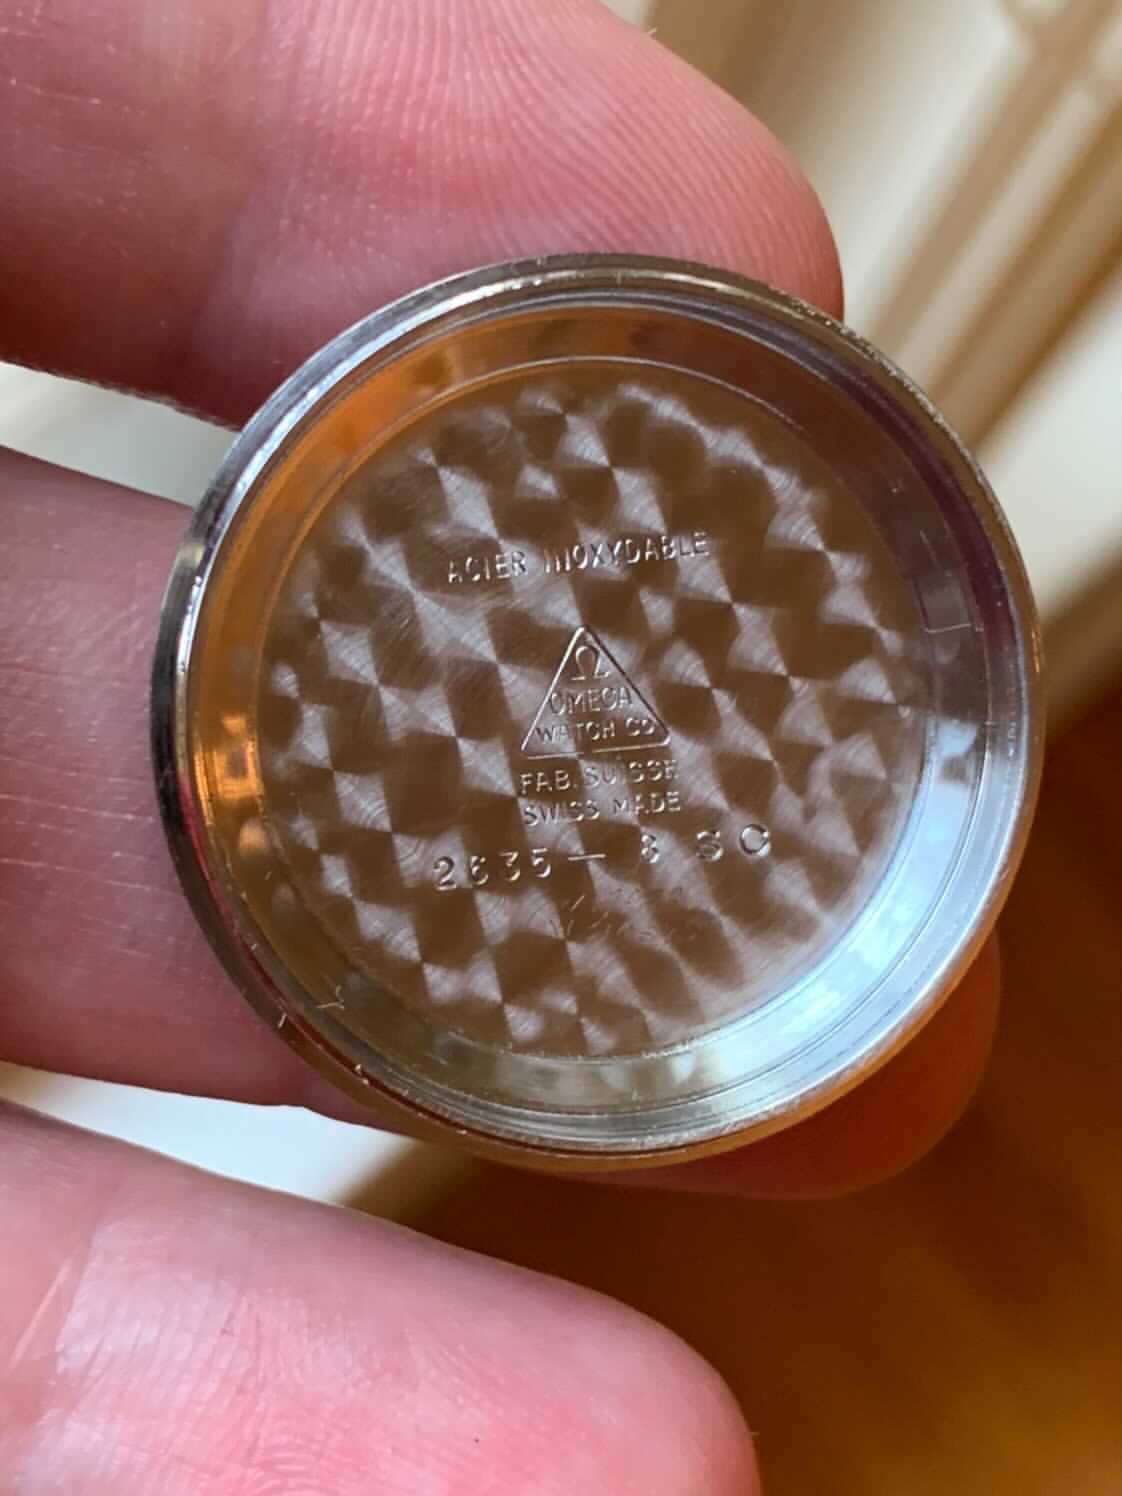 ACIER INOXYDABLE
Ω
OMEGA
WATCH CO
FAB. SUISSE
SWISS MADE
2635 — 8 SC